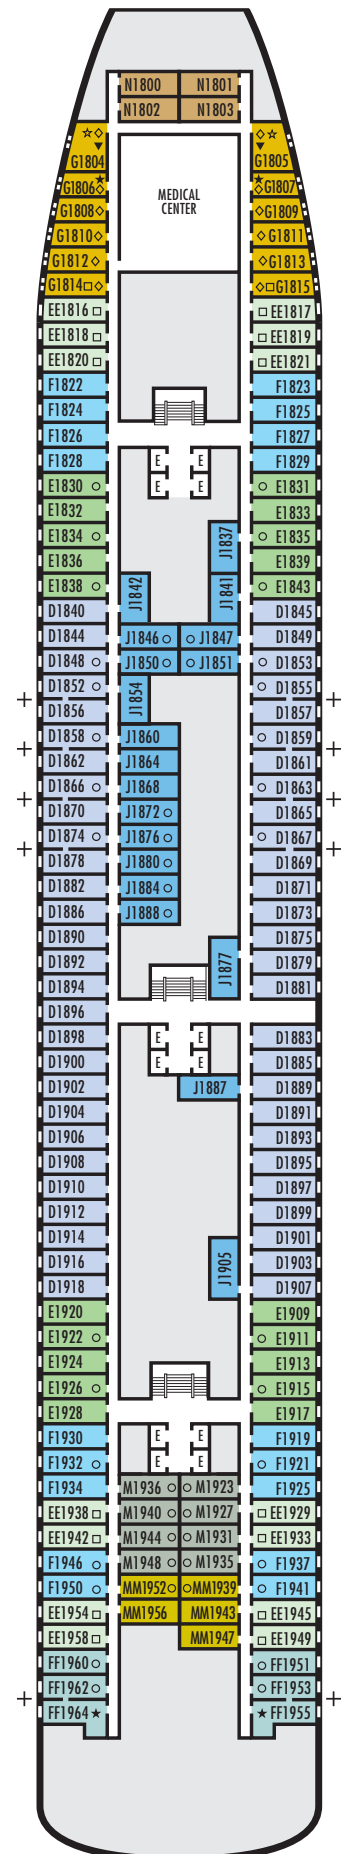 N1800 N1801
N1802 N1803
☆◇ ◇☆
▼ ▼
G1804 G1805
★ ★
G1806◇ ◇G1807
G1808◇ ◇G1809
G1810◇ ◇G1811
G1812◇ ◇G1813
G1814□◇ ◇□G1815
MEDICAL
CENTER
EE1816□ □EE1817
EE1818□ □EE1819
EE1820□ □EE1821
F1822 F1823
F1824 F1825
F1826 F1827
F1828 E E F1829
E1830○ E E ○E1831
E1832 E1833
E1834○ J1837 ○E1835
E1836 E1839
E1838○ J1842 J1841 ○E1843
D1840 D1845
D1844 J1846○ ○J1847 D1849
D1848○ J1850○ ○J1851 ○D1853
D1852○ J1854 ○D1855
D1856 D1857
D1858○ J1860 ○D1859
D1862 J1864 D1861
D1866○ J1868 ○D1863
D1870 J1872○ D1865
D1874○ J1876○ ○D1867
D1878 J1880○ D1869
D1882 J1884○ D1871
D1886 J1888○ D1873
D1890 D1875
D1892 J1877 D1879
D1894 D1881
D1896
D1898 E E D1883
D1900 E E D1885
D1902 J1887 D1889
D1904 D1891
D1906 D1893
D1908 D1895
D1910 D1897
D1912 D1899
D1914 D1901
D1916 J1905 D1903
D1918 D1907
E1920 E1909
E1922○ ○E1911
E1924 E1913
E1926○ ○E1915
E1928 E1917
F1930 E E F1919
F1932○ E E ○F1921
F1934 M1936○ ○M1923 F1925
EE1938□ M1940○ ○M1927 □EE1929
EE1942□ M1944○ ○M1931 □EE1933
F1946○ M1948○ ○M1935 ○F1937
F1950○ MM1952○ ○MM1939 ○F1941
EE1954□ MM1956 MM1943 □EE1945
EE1958□ MM1947 □EE1949
FF1960○ ○FF1951
FF1962○ ○FF1953
FF1964★ ★FF1955